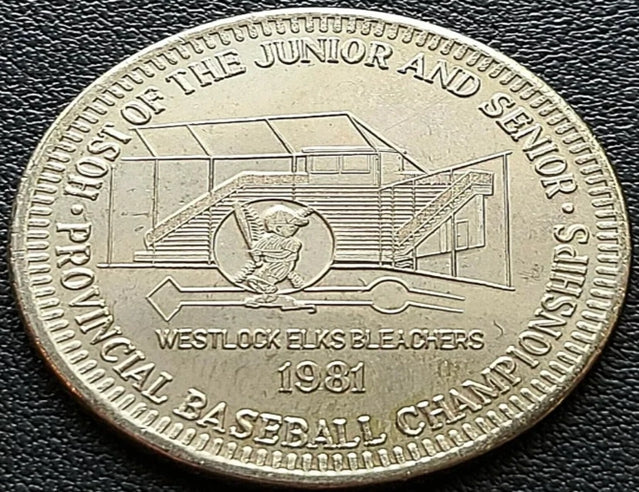 · HOST OF THE JUNIOR AND SENIOR ·
PROVINCIAL BASEBALL CHAMPIONSHIPS
WESTLOCK ELKS BLEACHERS
1981